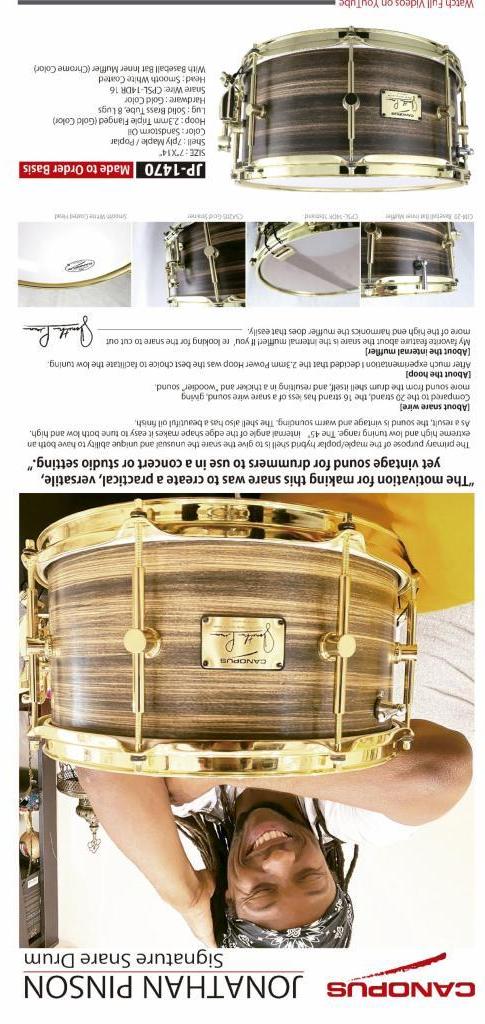 CANOPUS
JONATHAN PINSON
Signature Snare Drum
CANOPUS
"The motivation for making this snare was to create a practical, versatile,
yet vintage sound for drummers to use in a concert or studio setting."
The primary purpose of the maple/poplar hybrid shell is to give the snare the unusual and unique ability to have both an
extreme high and low tuning range. The 45° internal angle of the edge shape makes it easy to tune both low and high.
As a result, the sound is vintage and warm rounding. The shell also has a beautiful oil finish.
[About snare wire]
Compared to the 20 strand, the 16 strand has less of a snare wire sound, giving
more sound from the drum shell itself, and resulting in a thicker and "woodier" sound.
[About the hoop]
After much experimentation I decided that the 2.3mm Power Hoop was the best choice to facilitate the low tuning.
[About the internal muffler]
My favorite feature about the snare is the internal muffler! If you' re looking for the snare to cut out
more of the high end harmonics the muffler does that easily.
CIM-20 Baseball Bat Inner Muffler
CPSL-14DR 16strand
CSA20S Gold Strainer
Smooth White Coated Head
CANOPUS
JP-1470 Made to Order Basis
SIZE : 7"X14"
Shell : 7ply Maple / Poplar
Color : Sandstorm Oil
Hoop : 2.3mm Triple Flanged (Gold Color)
Lug : Solid Brass Tube, 8 Lugs
Hardware : Gold Color
Snare Wire: CPSL-14DR 16
Head : Smooth White Coated
With Baseball Bat Inner Muffler (Chrome Color)
Watch Full Videos on YouTube